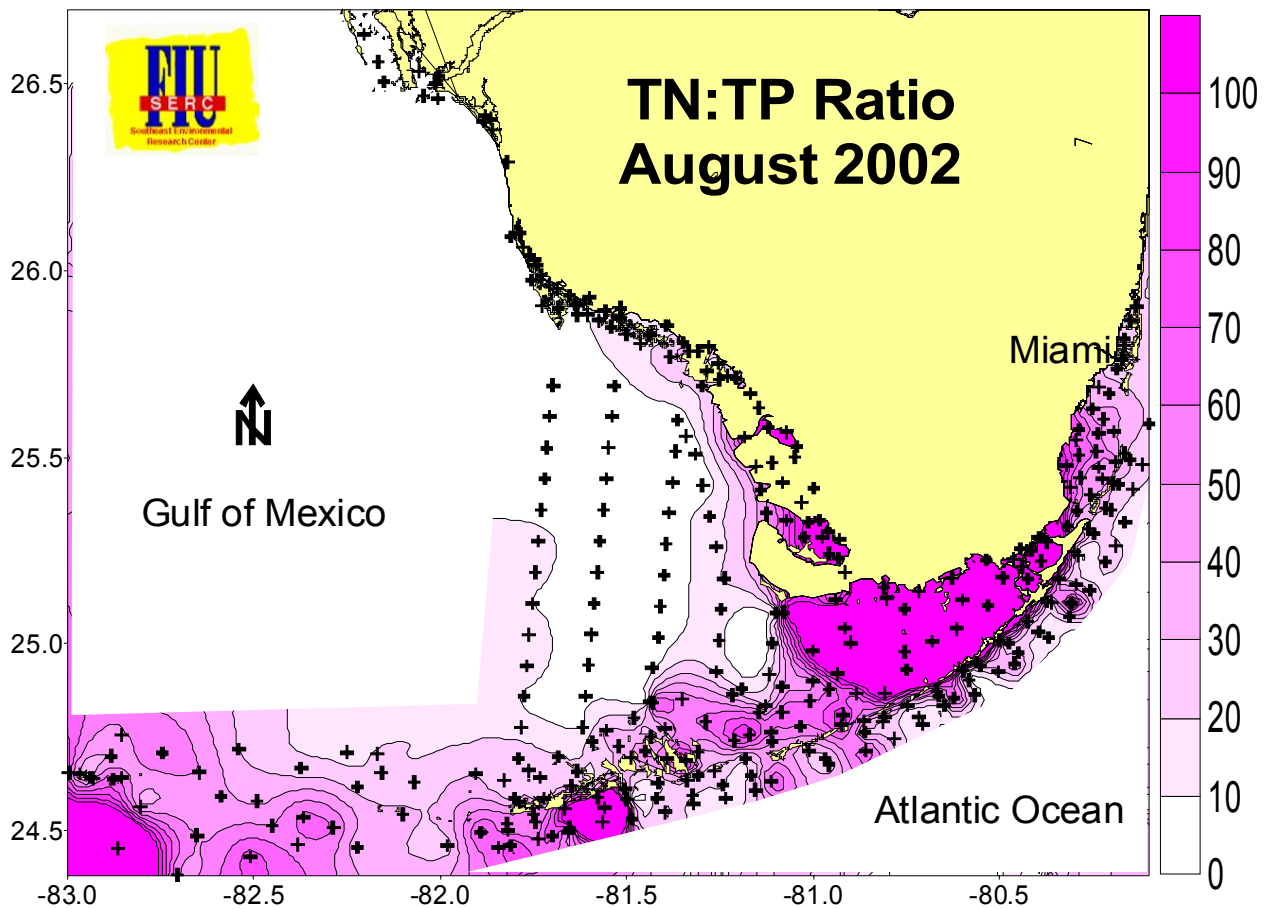 FIU
SERC
Southeast Environmental
Research Center
TN:TP Ratio
August 2002
Miami
N
Gulf of Mexico
Atlantic Ocean
26.5
26.0
25.5
25.0
24.5
-83.0
-82.5
-82.0
-81.5
-81.0
-80.5
100
90
80
70
60
50
40
30
20
10
0